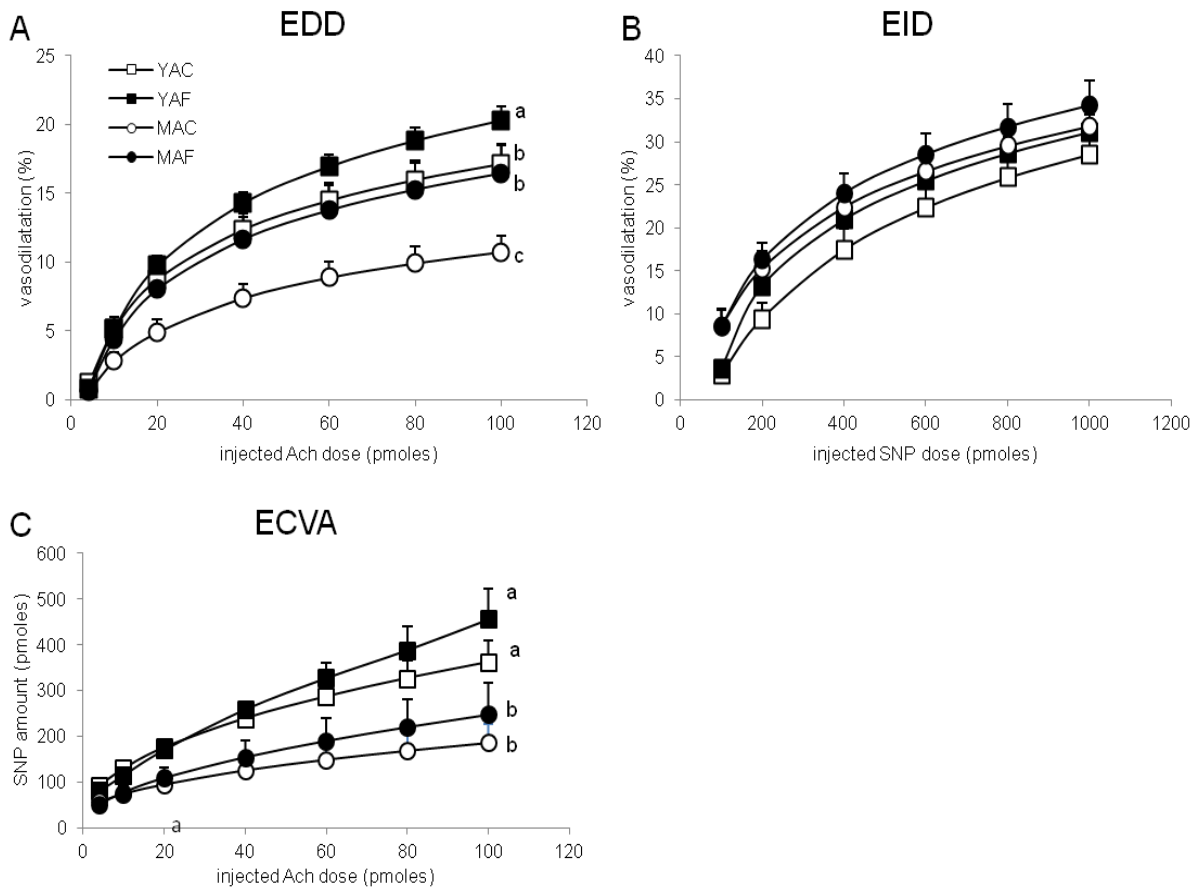 A
EDD
25
20
15
10
5
0
vasodilatation (%)
YAC
YAF
MAC
MAF
a
b
b
c
0 20 40 60 80 100 120
injected Ach dose (pmoles)
B
EID
40
35
30
25
20
15
10
5
0
vasodilatation (%)
0 200 400 600 800 1000 1200
injected SNP dose (pmoles)
C
ECVA
600
500
400
300
200
100
0
SNP amount (pmoles)
a
a
b
b
a
0 20 40 60 80 100 120
injected Ach dose (pmoles)